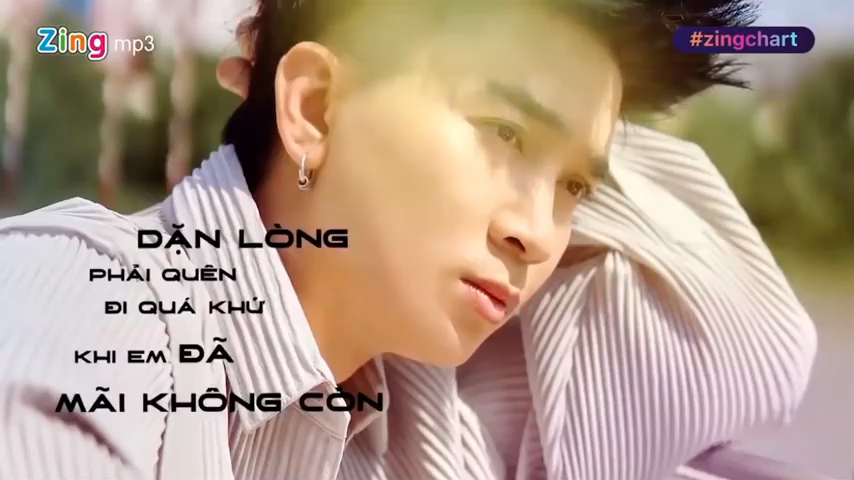 Zing mp3
#zingchart
DẶN LÒNG
PHẢI QUÊN
ĐI QUÁ KHỨ
KHI EM ĐÃ
MÃI KHÔNG CÒN